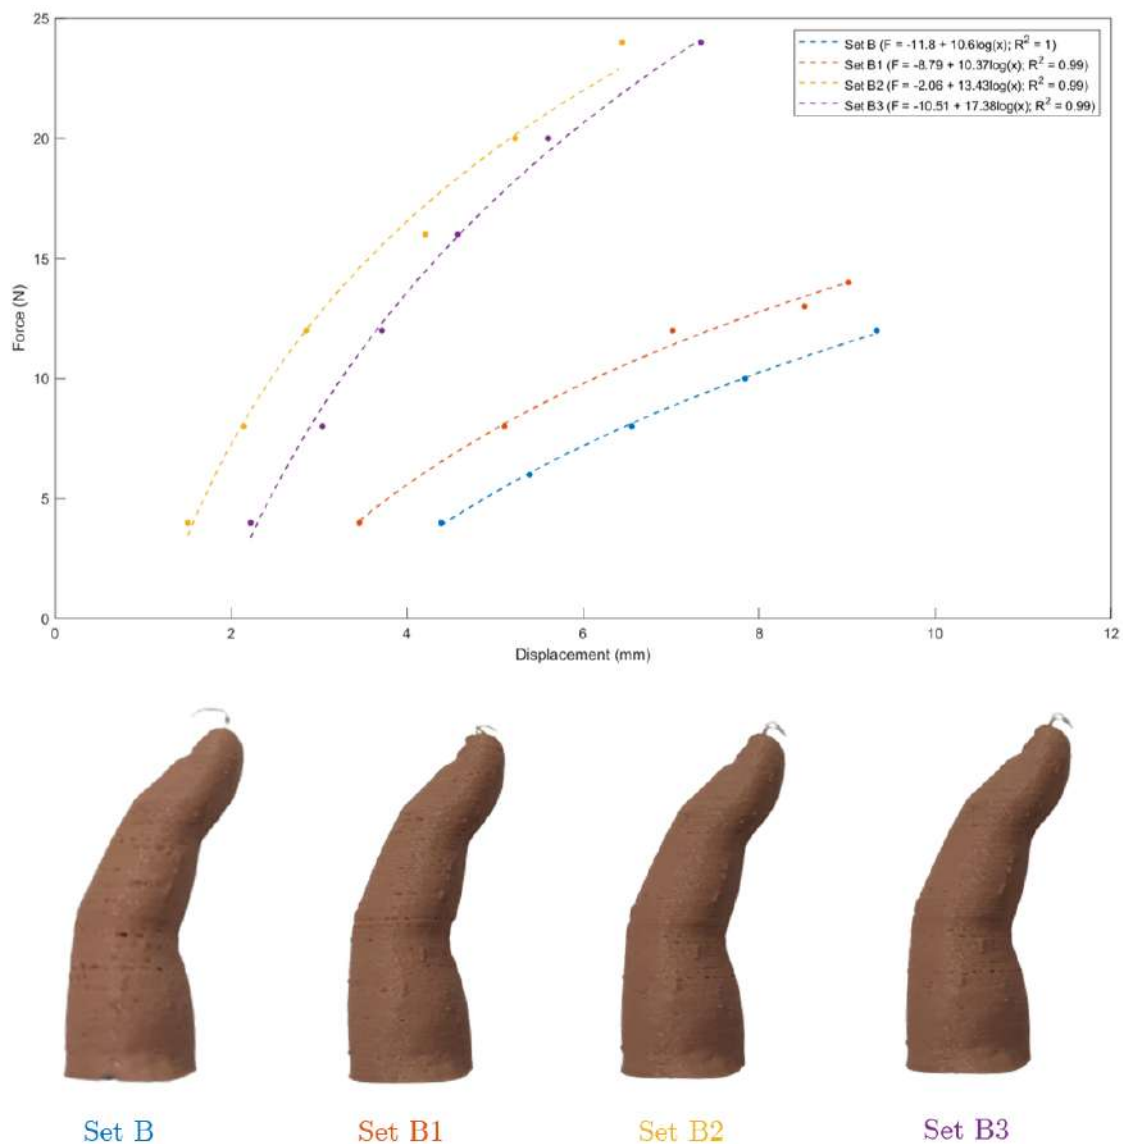 25
20
15
10
5
0
Force (N)
Set B (F = -11.8 + 10.6log(x); R² = 1)
Set B1 (F = -8.79 + 10.37log(x); R² = 0.99)
Set B2 (F = -2.06 + 13.43log(x); R² = 0.99)
Set B3 (F = -10.51 + 17.38log(x); R² = 0.99)
0 2 4 6 8 10 12
Displacement (mm)
Set B Set B1 Set B2 Set B3